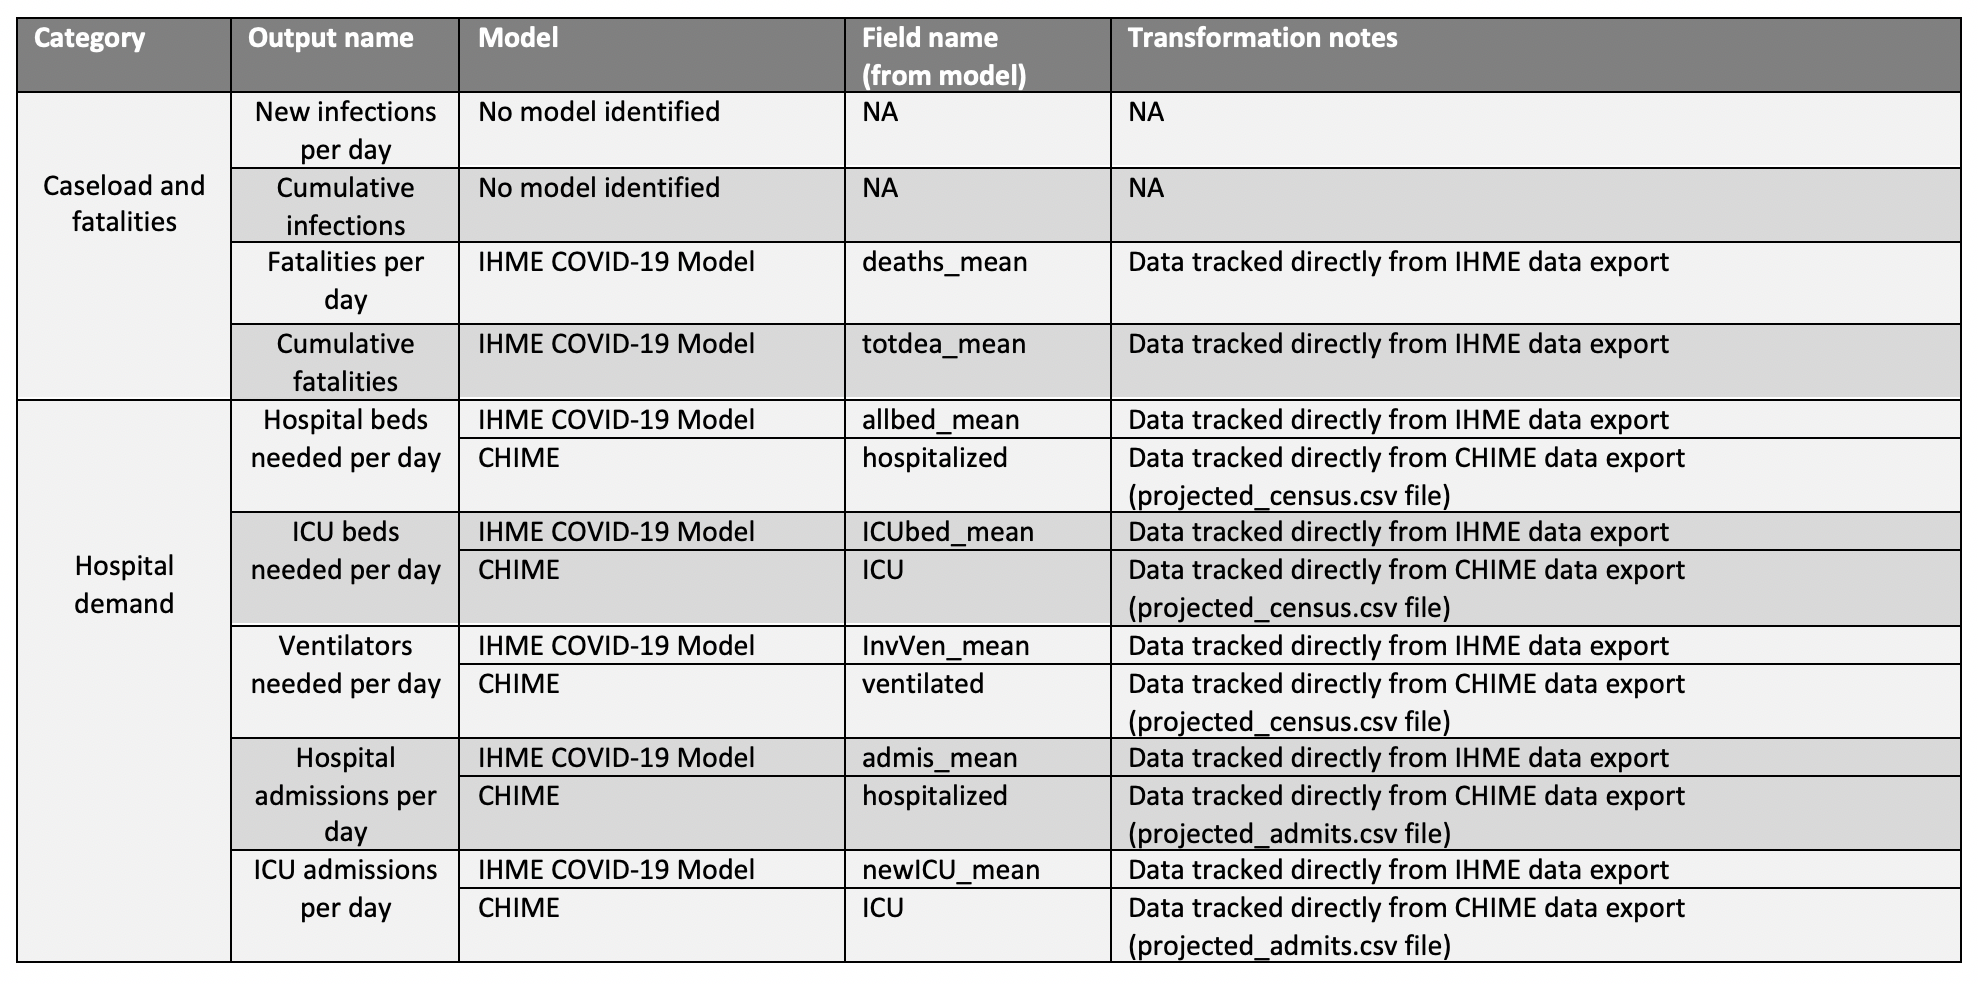 Category
Output name
Model
Field name
(from model)
Transformation notes
Caseload and
fatalities
New infections
per day
No model identified
NA
NA
Cumulative
infections
No model identified
NA
NA
Fatalities per
day
IHME COVID-19 Model
deaths_mean
Data tracked directly from IHME data export
Cumulative
fatalities
IHME COVID-19 Model
totdea_mean
Data tracked directly from IHME data export
Hospital
demand
Hospital beds
needed per day
IHME COVID-19 Model
allbed_mean
Data tracked directly from IHME data export
CHIME
hospitalized
Data tracked directly from CHIME data export
(projected_census.csv file)
ICU beds
needed per day
IHME COVID-19 Model
ICUbed_mean
Data tracked directly from IHME data export
CHIME
ICU
Data tracked directly from CHIME data export
(projected_census.csv file)
Ventilators
needed per day
IHME COVID-19 Model
InvVen_mean
Data tracked directly from IHME data export
CHIME
ventilated
Data tracked directly from CHIME data export
(projected_census.csv file)
Hospital
admissions per
day
IHME COVID-19 Model
admis_mean
Data tracked directly from IHME data export
CHIME
hospitalized
Data tracked directly from CHIME data export
(projected_admits.csv file)
ICU admissions
per day
IHME COVID-19 Model
newICU_mean
Data tracked directly from IHME data export
CHIME
ICU
Data tracked directly from CHIME data export
(projected_admits.csv file)